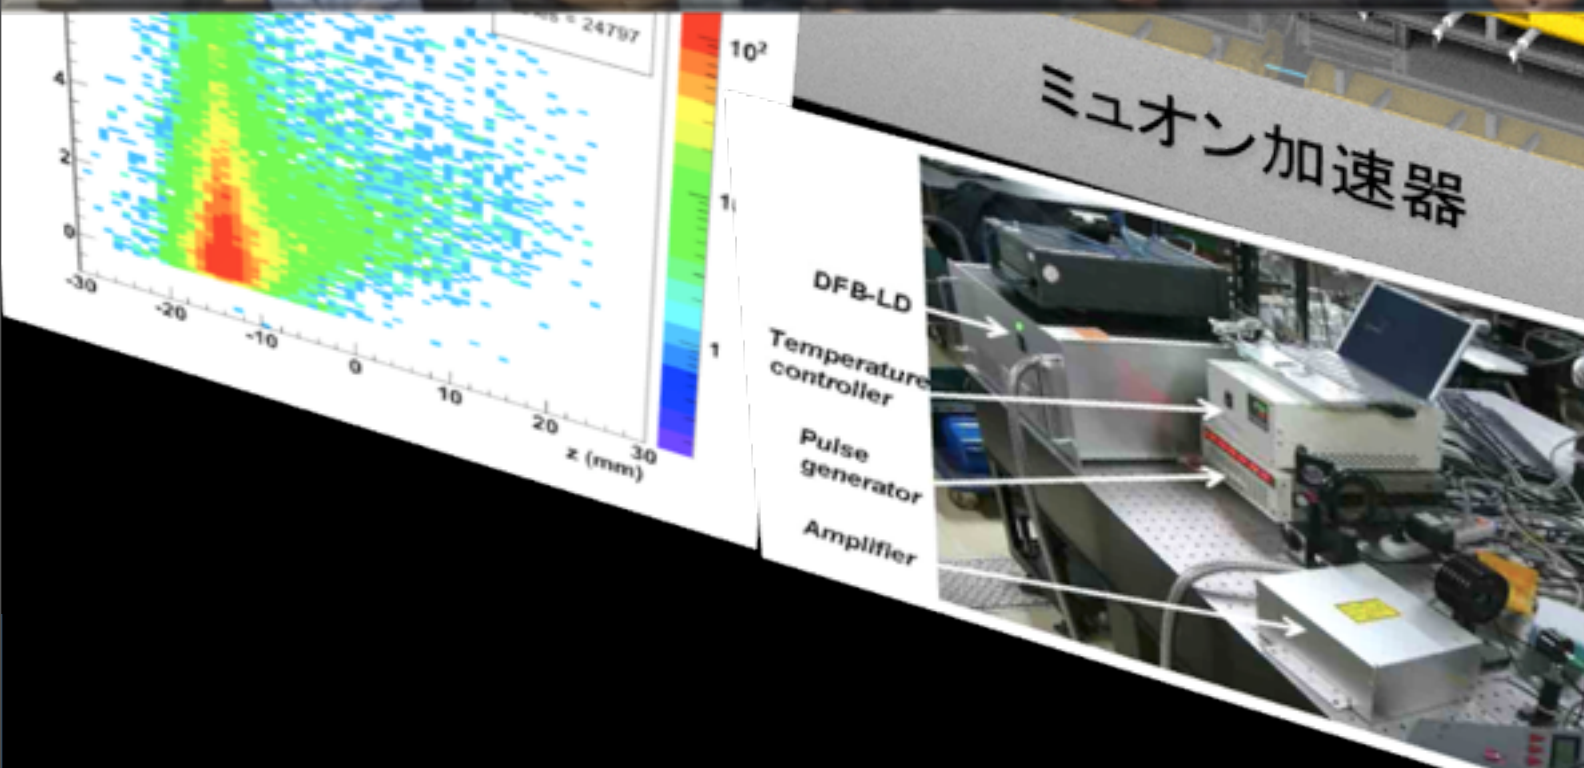 = 24797
10²
4
2
0
-30
-20
-10
0
10
20
30
z (mm)
1
ミュオン加速器
DFB-LD
Temperature
controller
Pulse
generator
Amplifier